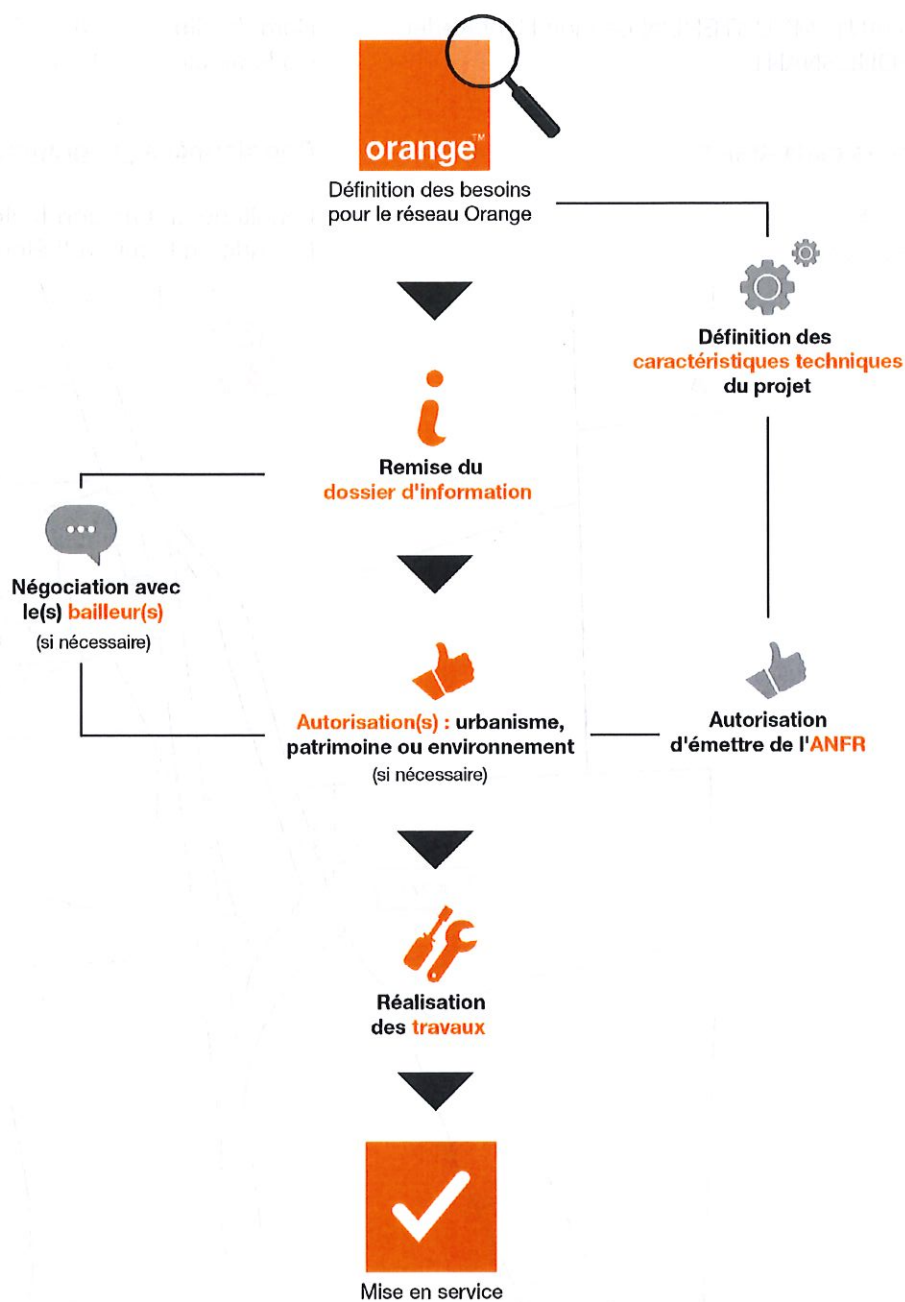 orange™
Définition des besoins
pour le réseau Orange
Définition des
caractéristiques techniques
du projet
Remise du
dossier d'information
Négociation avec
le(s) bailleur(s)
(si nécessaire)
Autorisation(s) : urbanisme,
patrimoine ou environnement
(si nécessaire)
Autorisation
d'émettre de l'ANFR
Réalisation
des travaux
Mise en service